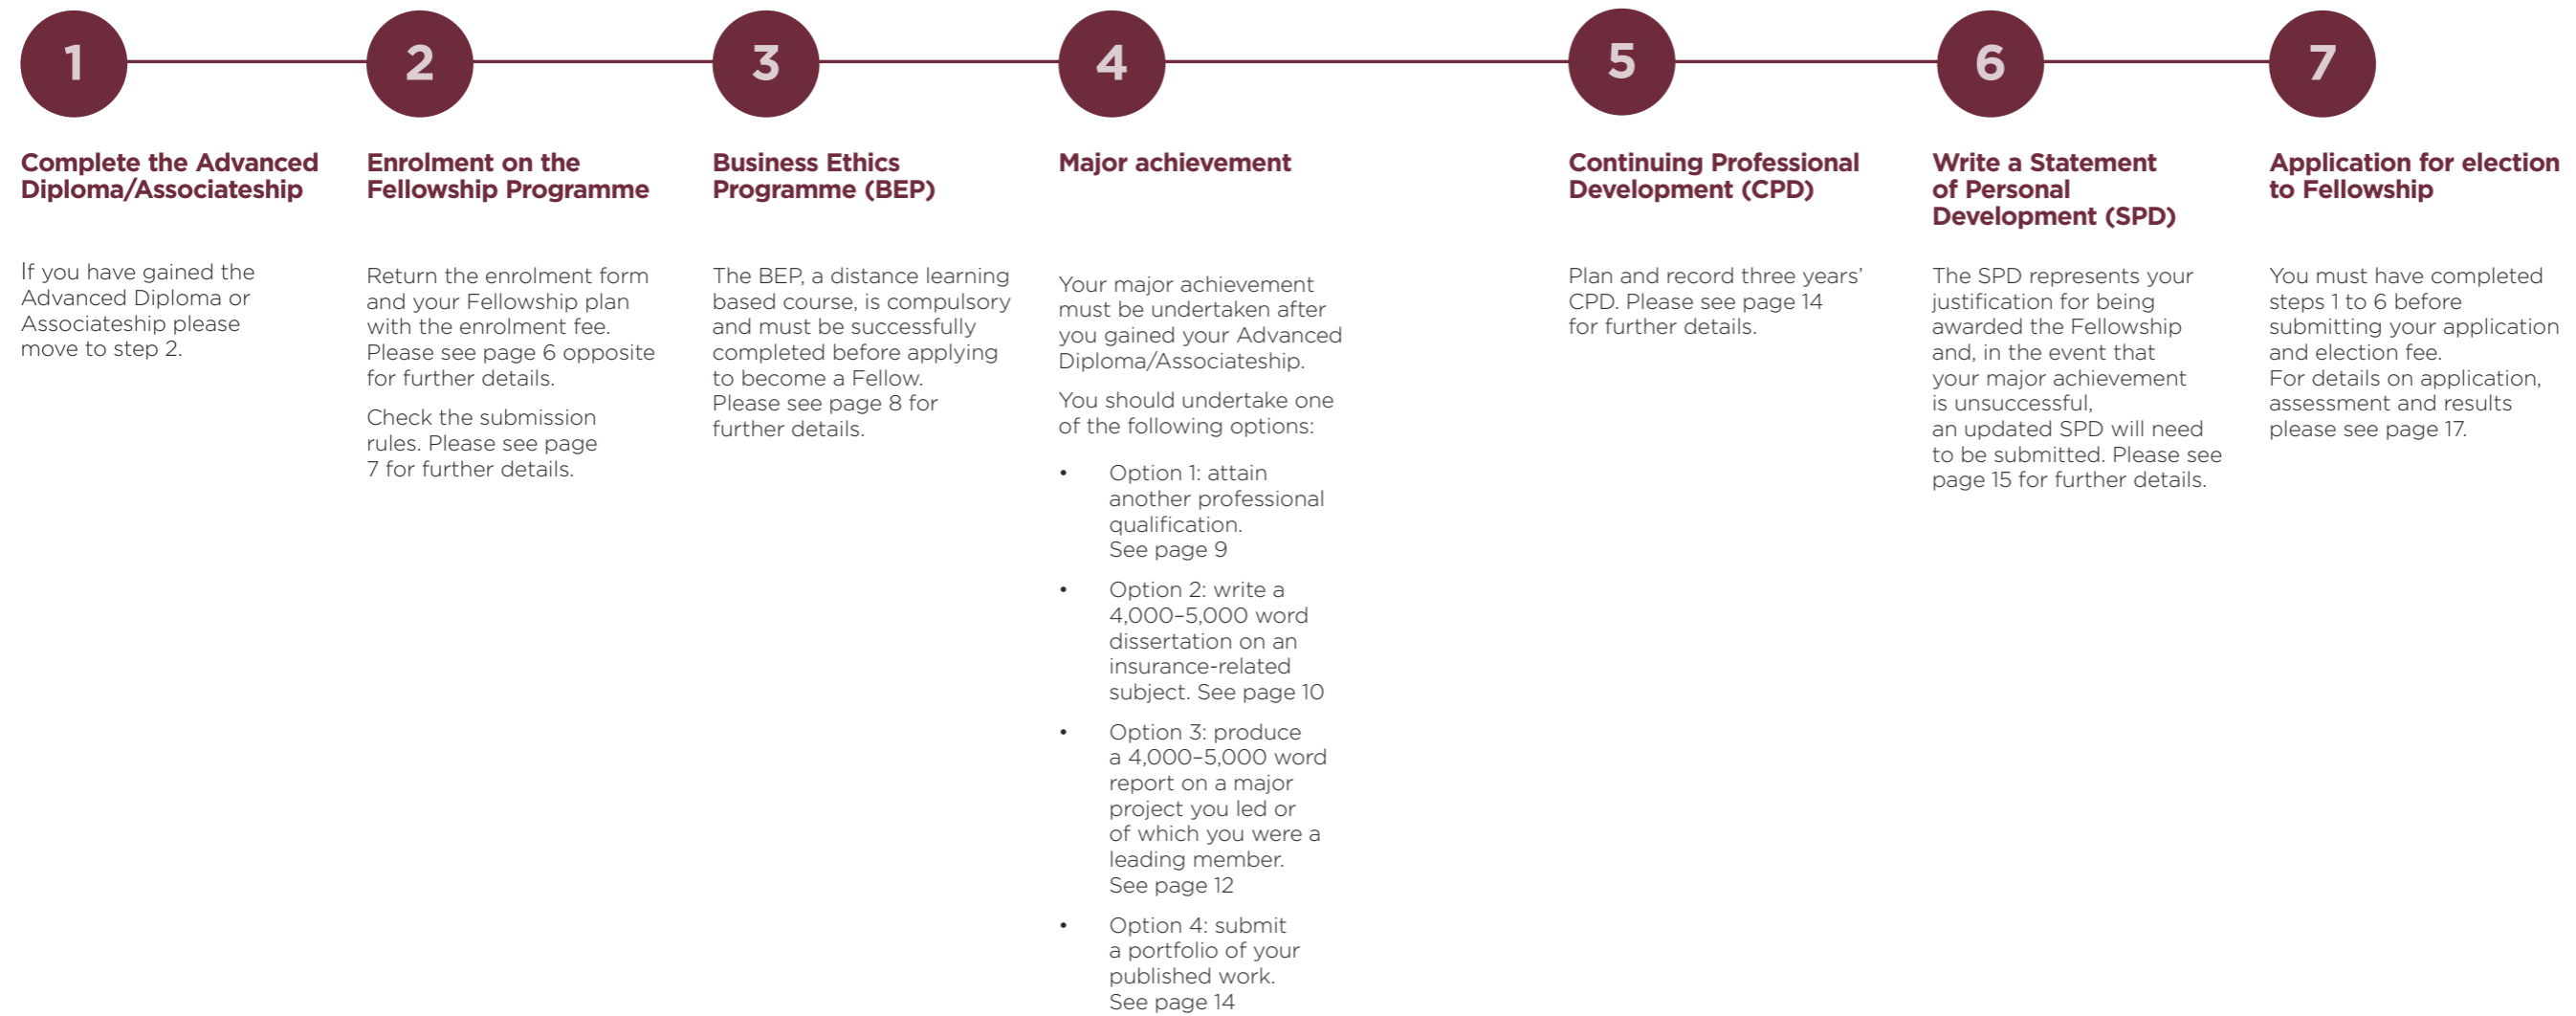 1
Complete the Advanced
Diploma/Associateship
If you have gained the
Advanced Diploma or
Associateship please
move to step 2.
2
Enrolment on the
Fellowship Programme
Return the enrolment form
and your Fellowship plan
with the enrolment fee.
Please see page 6 opposite
for further details.
Check the submission
rules. Please see page
7 for further details.
3
Business Ethics
Programme (BEP)
The BEP, a distance learning
based course, is compulsory
and must be successfully
completed before applying
to become a Fellow.
Please see page 8 for
further details.
4
Major achievement
Your major achievement
must be undertaken after
you gained your Advanced
Diploma/Associateship.
You should undertake one
of the following options:
• Option 1: attain
another professional
qualification.
See page 9
• Option 2: write a
4,000–5,000 word
dissertation on an
insurance-related
subject. See page 10
• Option 3: produce
a 4,000–5,000 word
report on a major
project you led or
of which you were a
leading member.
See page 12
• Option 4: submit
a portfolio of your
published work.
See page 14
5
Continuing Professional
Development (CPD)
Plan and record three years’
CPD. Please see page 14
for further details.
6
Write a Statement
of Personal
Development (SPD)
The SPD represents your
justification for being
awarded the Fellowship
and, in the event that
your major achievement
is unsuccessful,
an updated SPD will need
to be submitted. Please see
page 15 for further details.
7
Application for election
to Fellowship
You must have completed
steps 1 to 6 before
submitting your application
and election fee.
For details on application,
assessment and results
please see page 17.